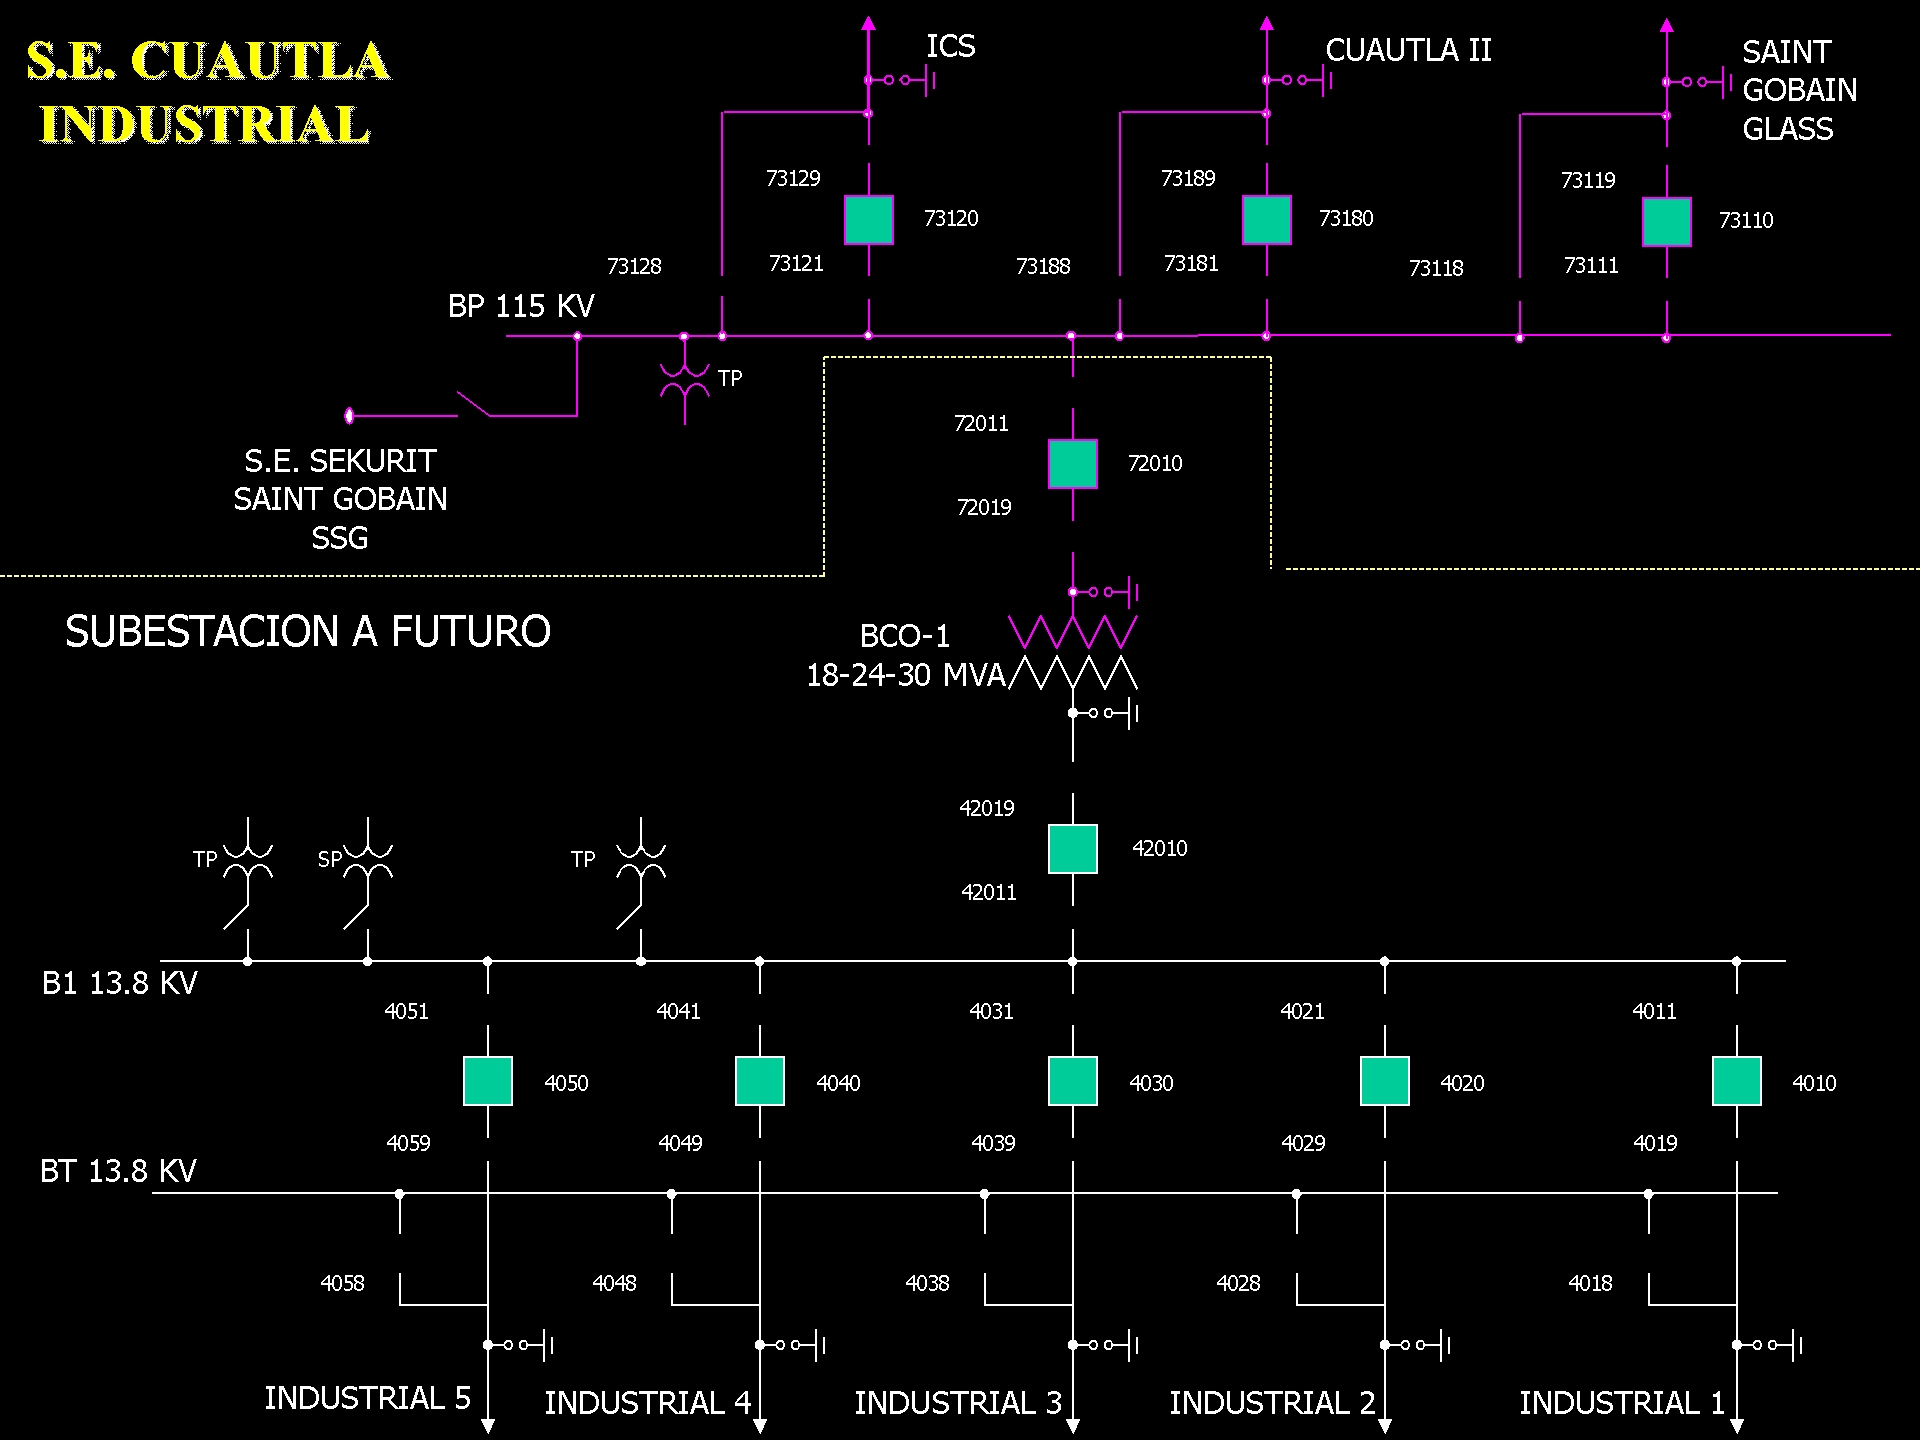 S.E. CUAUTLA
INDUSTRIAL
ICS
CUAUTLA II
SAINT
GOBAIN
GLASS
73129
73120
73121
73128
73189
73180
73181
73188
73119
73110
73111
73118
BP 115 KV
TP
S.E. SEKURIT
SAINT GOBAIN
SSG
72011
72010
72019
SUBESTACION A FUTURO
BCO-1
18-24-30 MVA
42019
42010
42011
TP
SP
TP
B1 13.8 KV
4051
4041
4031
4021
4011
4050
4040
4030
4020
4010
4059
4049
4039
4029
4019
BT 13.8 KV
4058
4048
4038
4028
4018
INDUSTRIAL 5
INDUSTRIAL 4
INDUSTRIAL 3
INDUSTRIAL 2
INDUSTRIAL 1